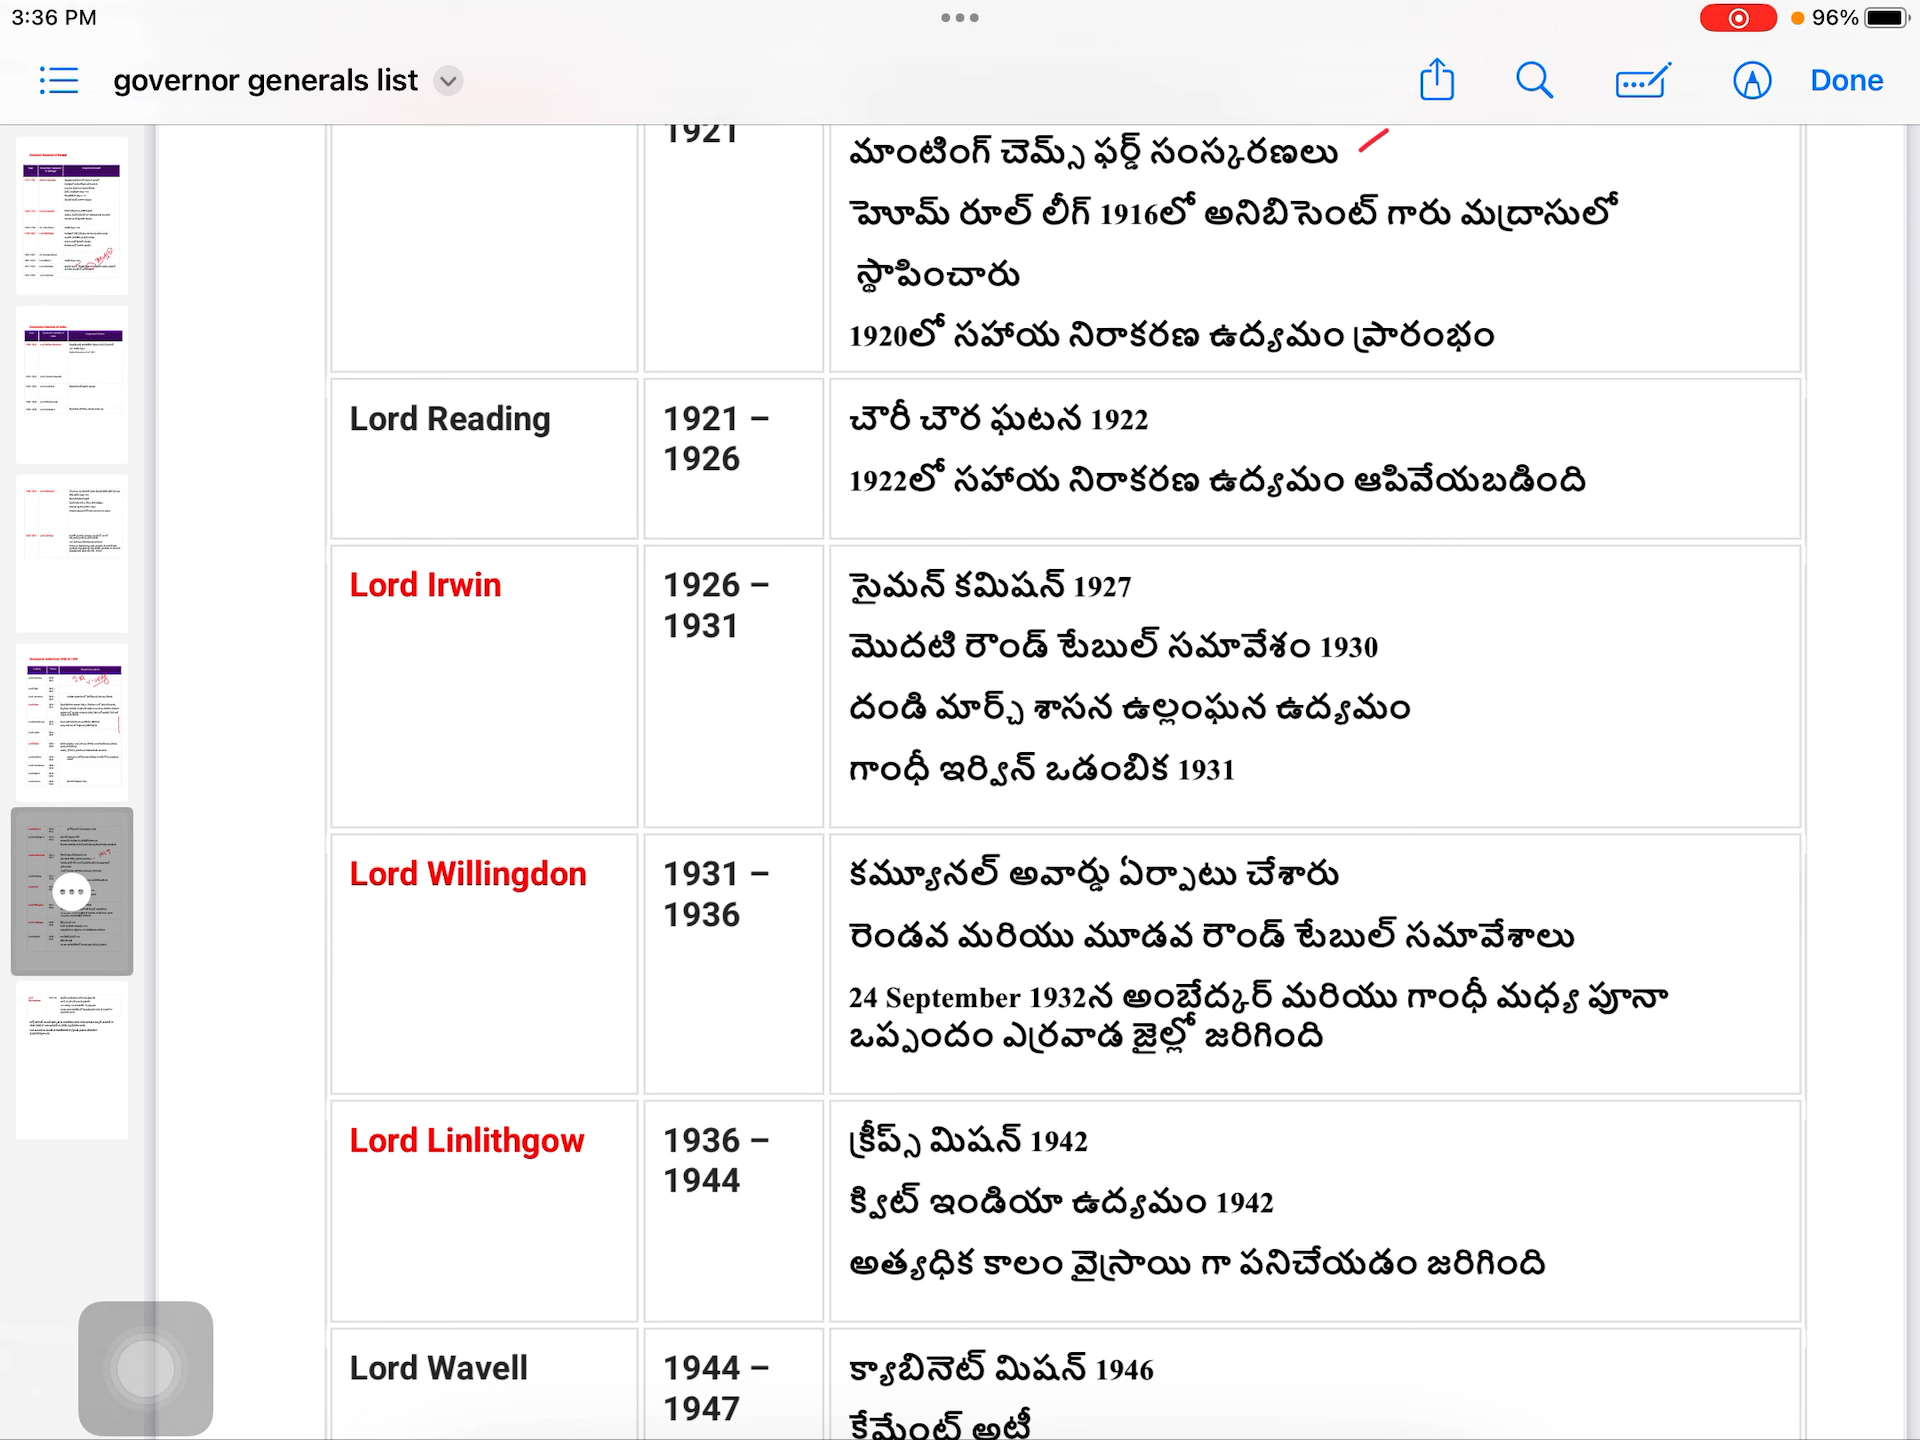 3:36 PM
96%
governor generals list
Done
1921
మాంటింగ్ చెమ్స్ ఫర్డ్ సంస్కరణలు
హెూమ్ రూల్ లీగ్ 1916లో అనిబిసెంట్ గారు మద్రాసులో
స్థాపించారు
1920లో సహాయ నిరాకరణ ఉద్యమం ప్రారంభం
Lord Reading
1921 –
1926
చౌరీ చౌర ఘటన 1922
1922లో సహాయ నిరాకరణ ఉద్యమం ఆపివేయబడింది
Lord Irwin
1926 –
1931
సైమన్ కమిషన్ 1927
మొదటి రౌండ్ టేబుల్ సమావేశం 1930
దండి మార్చ్ శాసన ఉల్లంఘన ఉద్యమం
గాంధీ ఇర్విన్ ఒడంబిక 1931
Lord Willingdon
1931 –
1936
కమ్యూనల్ అవార్డు ఏర్పాటు చేశారు
రెండవ మరియు మూడవ రౌండ్ టేబుల్ సమావేశాలు
24 September 1932న అంబేద్కర్ మరియు గాంధీ మధ్య పూనా
ఒప్పందం ఎర్రవాడ జైల్లో జరిగింది
Lord Linlithgow
1936 –
1944
క్రీప్స్ మిషన్ 1942
క్విట్ ఇండియా ఉద్యమం 1942
అత్యధిక కాలం వైస్రాయి గా పనిచేయడం జరిగింది
Lord Wavell
1944 –
1947
క్యాబినెట్ మిషన్ 1946